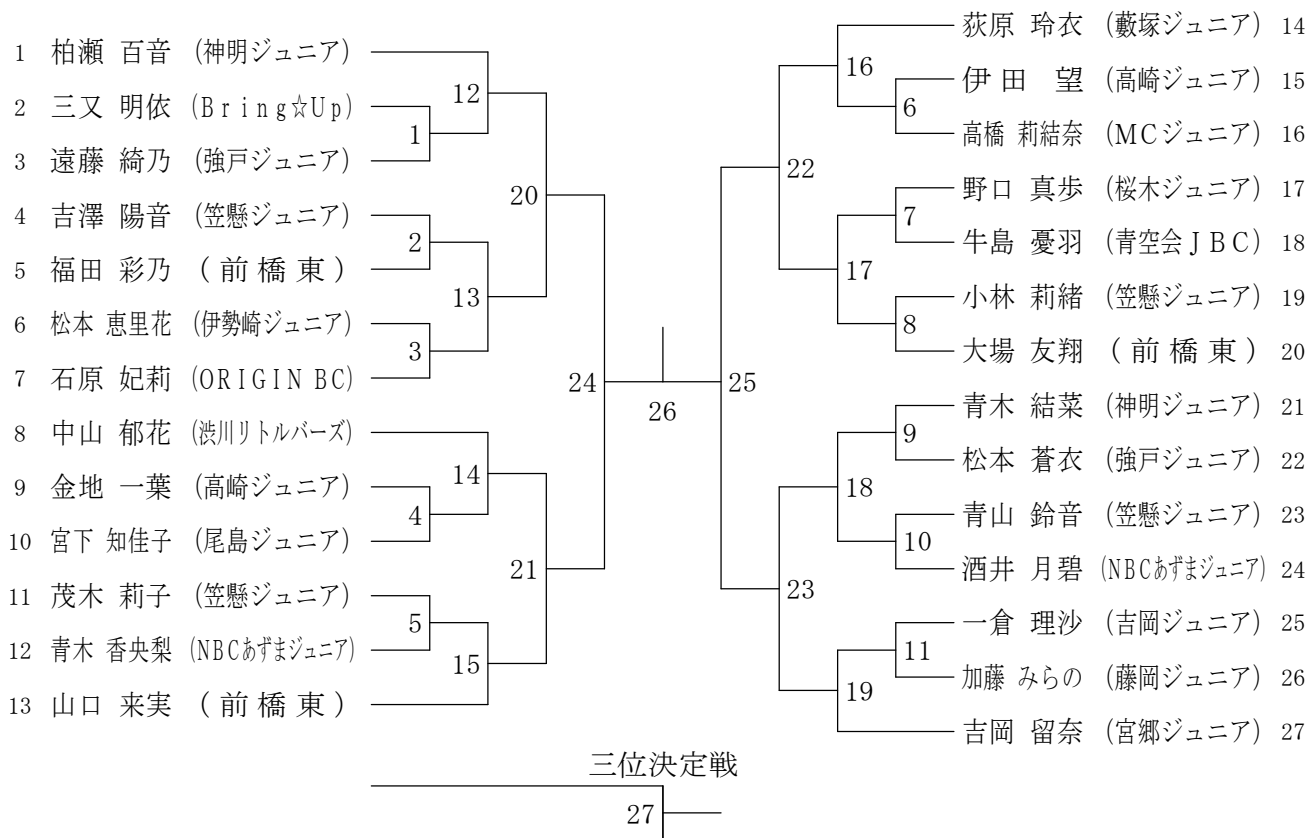 1 柏瀬 百音 (神明ジュニア)
2 三又 明依 (Bring☆Up)
3 遠藤 綺乃 (強戸ジュニア)
4 吉澤 陽音 (笠懸ジュニア)
5 福田 彩乃 (前橋東)
6 松本 恵里花 (伊勢崎ジュニア)
7 石原 妃莉 (ORIGIN BC)
8 中山 郁花 (渋川リトルバーズ)
9 金地 一葉 (高崎ジュニア)
10 宮下 知佳子 (尾島ジュニア)
11 茂木 莉子 (笠懸ジュニア)
12 青木 香央梨 (NBCあずまジュニア)
13 山口 来実 (前橋東)
12
1
20
2
13
3
24
14
4
21
5
15
26
25
22
16
6
7
17
8
9
18
10
23
11
19
荻原 玲衣 (藪塚ジュニア) 14
伊田 望 (高崎ジュニア) 15
高橋 莉結奈 (MCジュニア) 16
野口 真歩 (桜木ジュニア) 17
牛島 憂羽 (青空会JBC) 18
小林 莉緒 (笠懸ジュニア) 19
大場 友翔 (前橋東) 20
青木 結菜 (神明ジュニア) 21
松本 蒼衣 (強戸ジュニア) 22
青山 鈴音 (笠懸ジュニア) 23
酒井 月碧 (NBCあずまジュニア) 24
一倉 理沙 (吉岡ジュニア) 25
加藤 みらの (藤岡ジュニア) 26
吉岡 留奈 (宮郷ジュニア) 27
三位決定戦
27